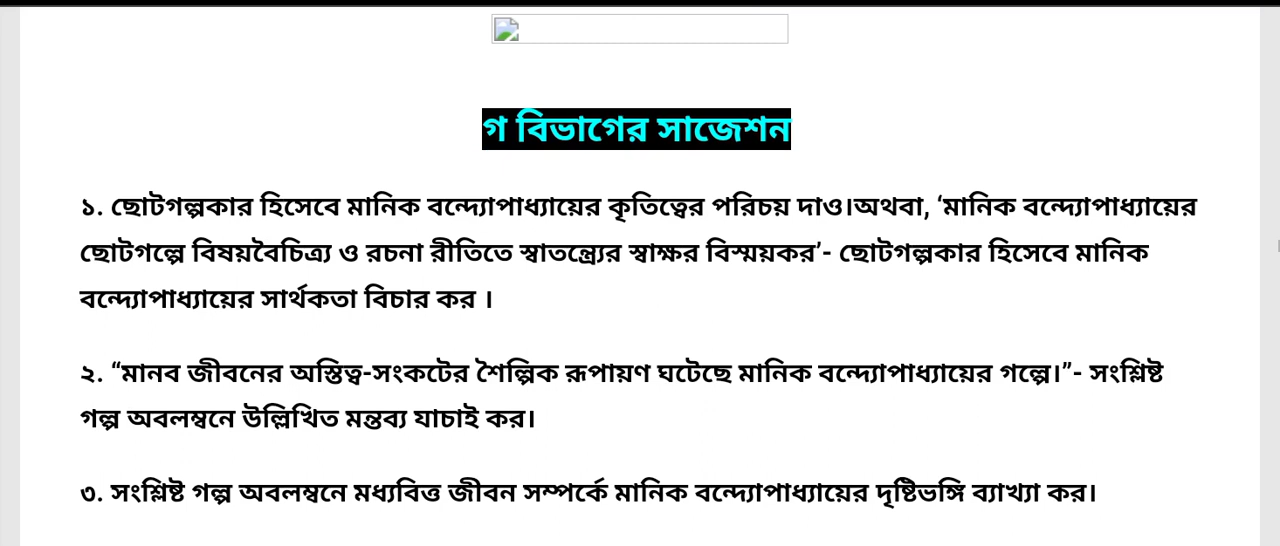 গ বিভাগের সাজেশন
১. ছোটগল্পকার হিসেবে মানিক বন্দ্যোপাধ্যায়ের কৃতিত্বের পরিচয় দাও।অথবা, ‘মানিক বন্দ্যোপাধ্যায়ের
ছোটগল্পে বিষয়বৈচিত্র্য ও রচনা রীতিতে স্বাতন্ত্র্যের স্বাক্ষর বিস্ময়কর’- ছোটগল্পকার হিসেবে মানিক
বন্দ্যোপাধ্যায়ের সার্থকতা বিচার কর ।
২. “মানব জীবনের অস্তিত্ব-সংকটের শৈল্পিক রূপায়ণ ঘটেছে মানিক বন্দ্যোপাধ্যায়ের গল্পে।”- সংশ্লিষ্ট
গল্প অবলম্বনে উল্লিখিত মন্তব্য যাচাই কর।
৩. সংশ্লিষ্ট গল্প অবলম্বনে মধ্যবিত্ত জীবন সম্পর্কে মানিক বন্দ্যোপাধ্যায়ের দৃষ্টিভঙ্গি ব্যাখ্যা কর।